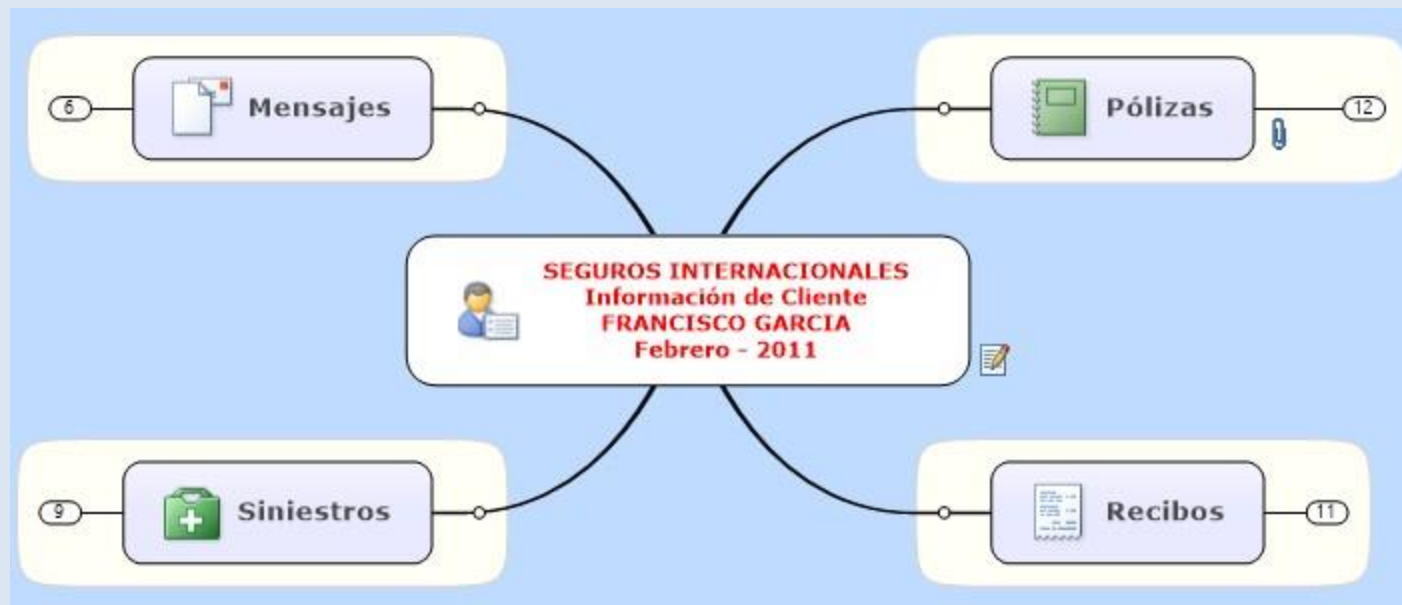 6
Mensajes
Pólizas
12
SEGUROS INTERNACIONALES
Información de Cliente
FRANCISCO GARCIA
Febrero - 2011
9
Siniestros
Recibos
11